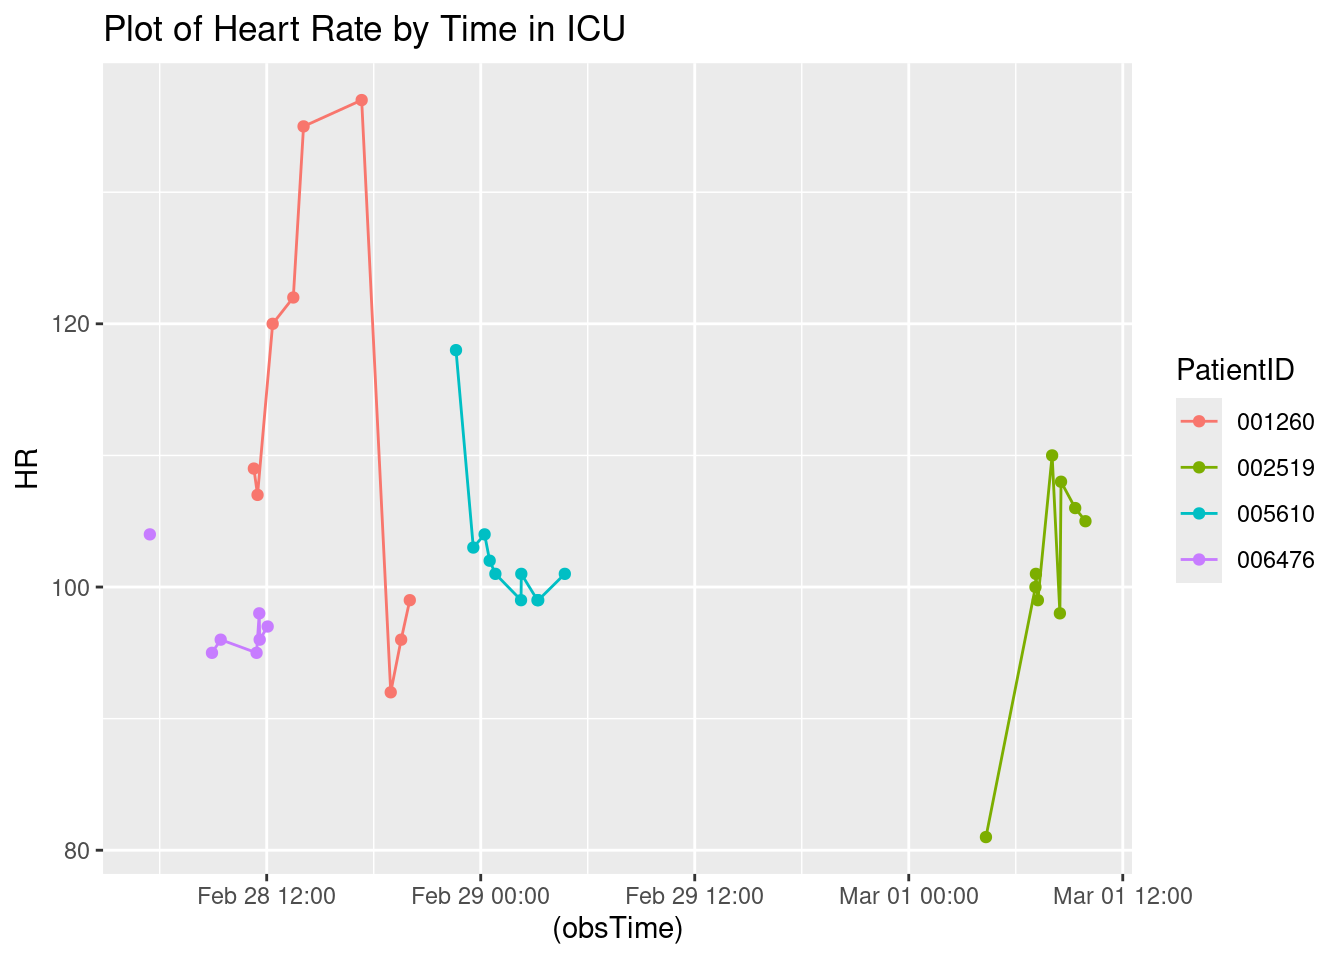 Plot of Heart Rate by Time in ICU
HR
120
100
80
Feb 28 12:00
Feb 29 00:00
Feb 29 12:00
Mar 01 00:00
Mar 01 12:00
(obsTime)
PatientID
001260
002519
005610
006476